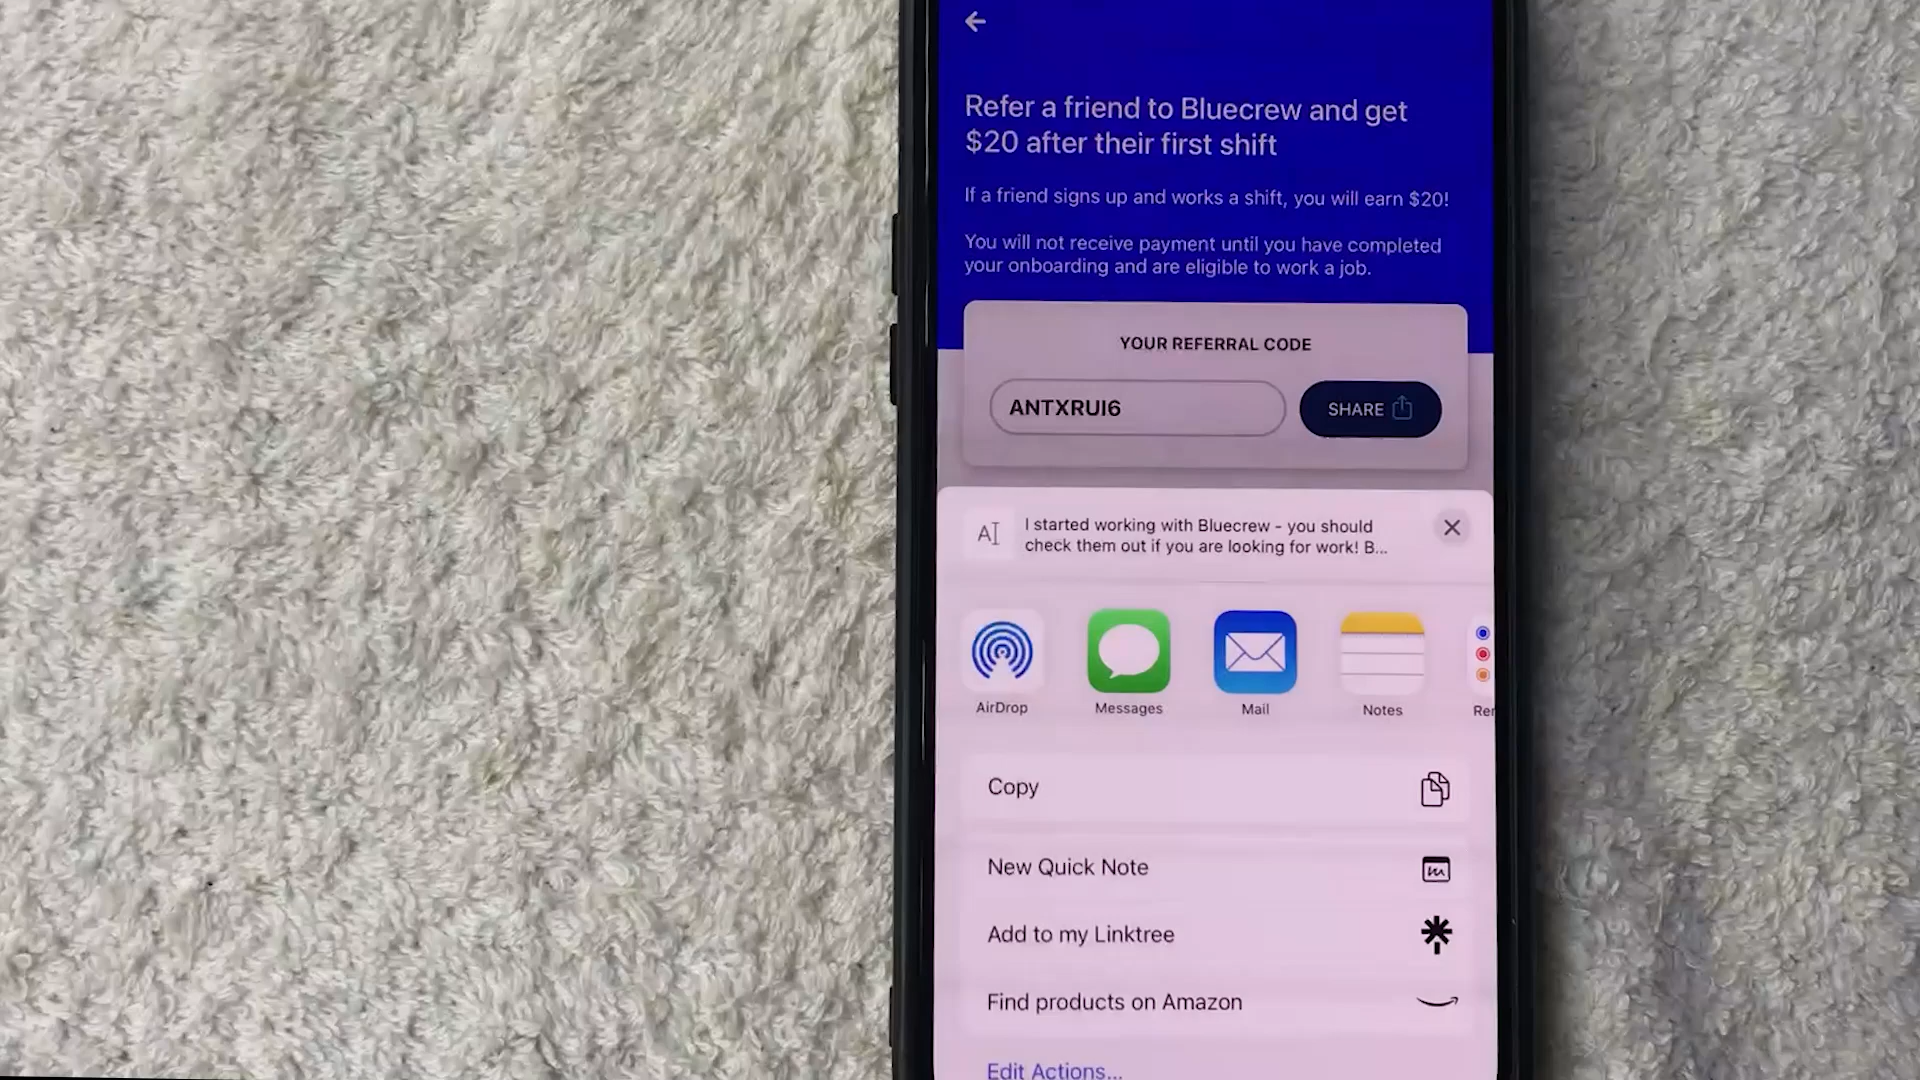 Refer a friend to Bluecrew and get
$20 after their first shift
If a friend signs up and works a shift, you will earn $20!
You will not receive payment until you have completed
your onboarding and are eligible to work a job.
YOUR REFERRAL CODE
ANTXRUI6
SHARE
I started working with Bluecrew - you should
check them out if you are looking for work! B...
AirDrop
Messages
Mail
Notes
Rer
Copy
New Quick Note
Add to my Linktree
Find products on Amazon
Edit Actions...